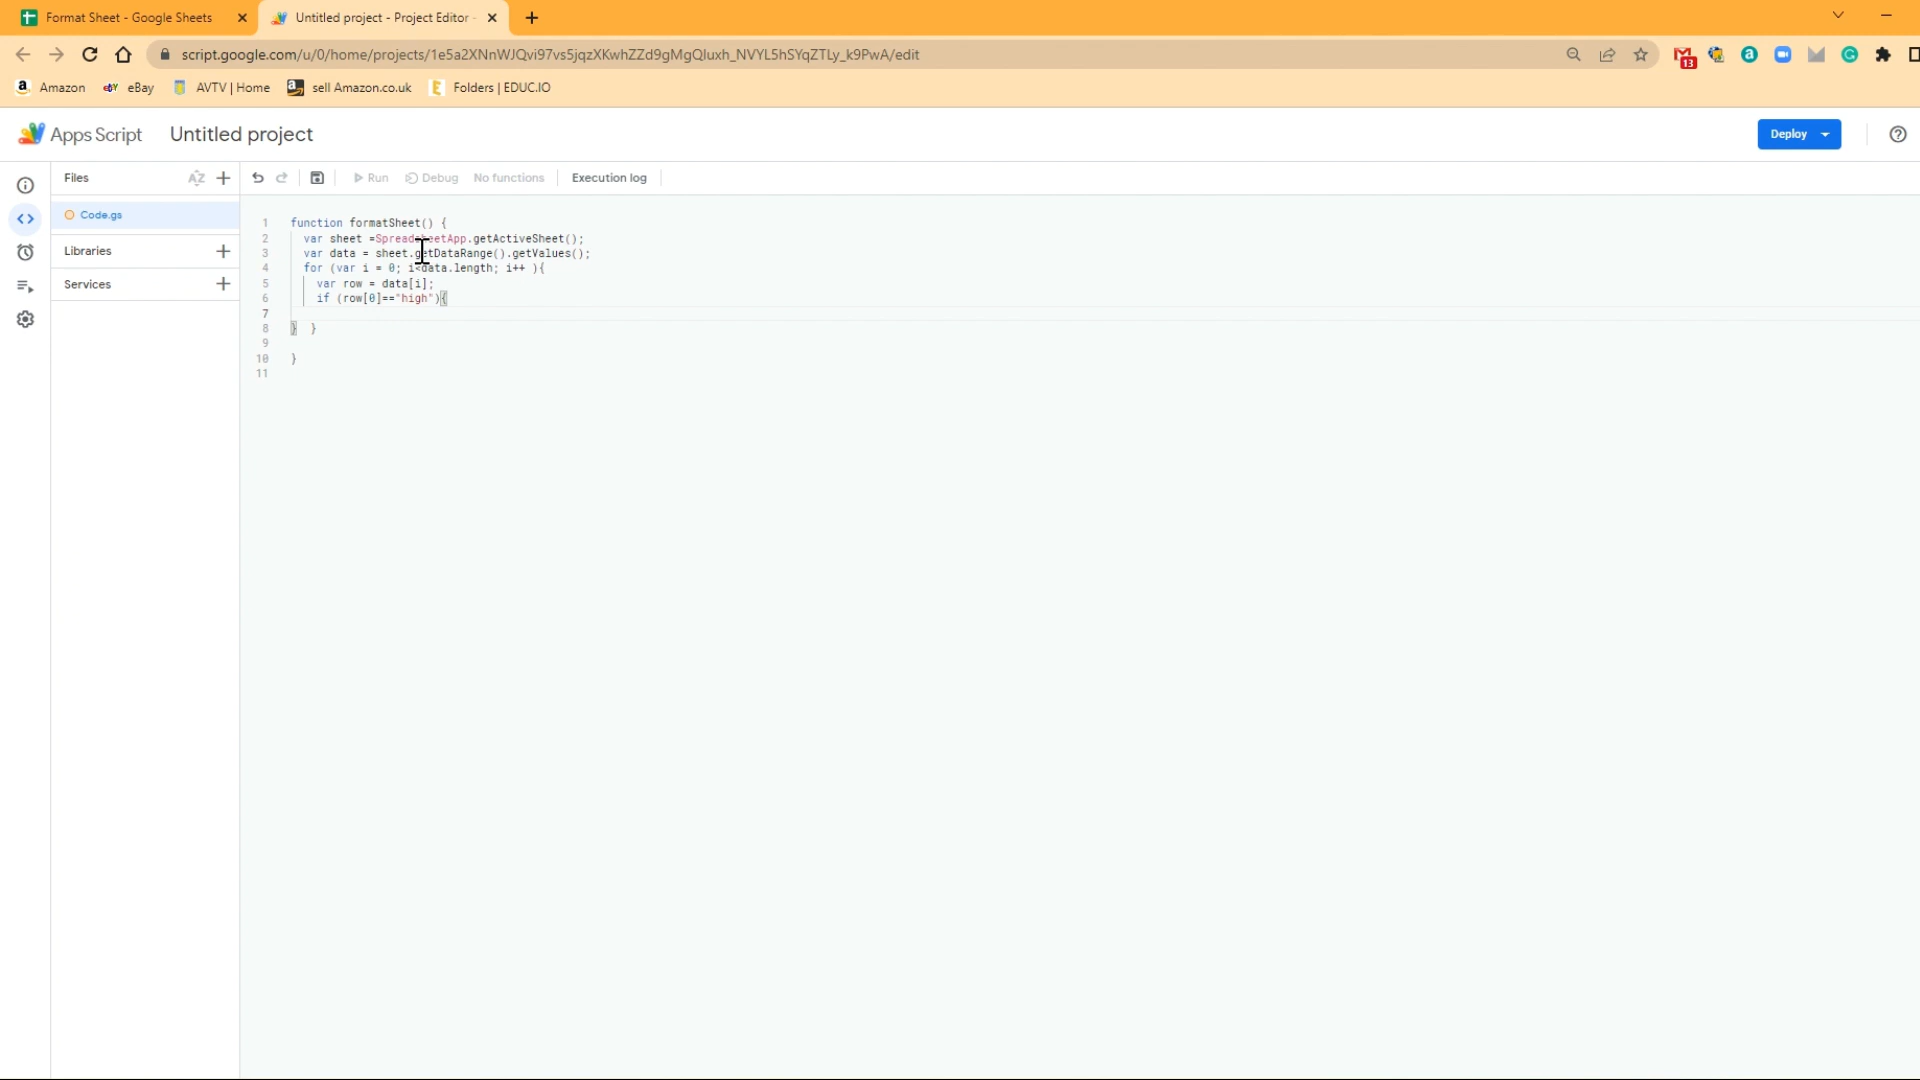 Format Sheet - Google Sheets
Untitled project - Project Editor -
script.google.com/u/0/home/projects/1e5a2XNnWJQvi97vs5jqzXKwhZZd9gMgQluxh_NVYL5hSYqZTLy_k9PwA/edit
13
Amazon eBay AVTV | Home sell Amazon.co.uk Folders | EDUC.IO
Apps Script Untitled project Deploy
Files AZ Run Debug No functions Execution log
Code.gs
Libraries
Services
1 function formatSheet() {
2 var sheet =SpreadsheetApp.getActiveSheet();
3 var data = sheet.getDataRange().getValues();
4 for (var i = 0; i<data.length; i++ ){
5 var row = data[i];
6 if (row[0]=="high"){
7
8 } }
9
10 }
11